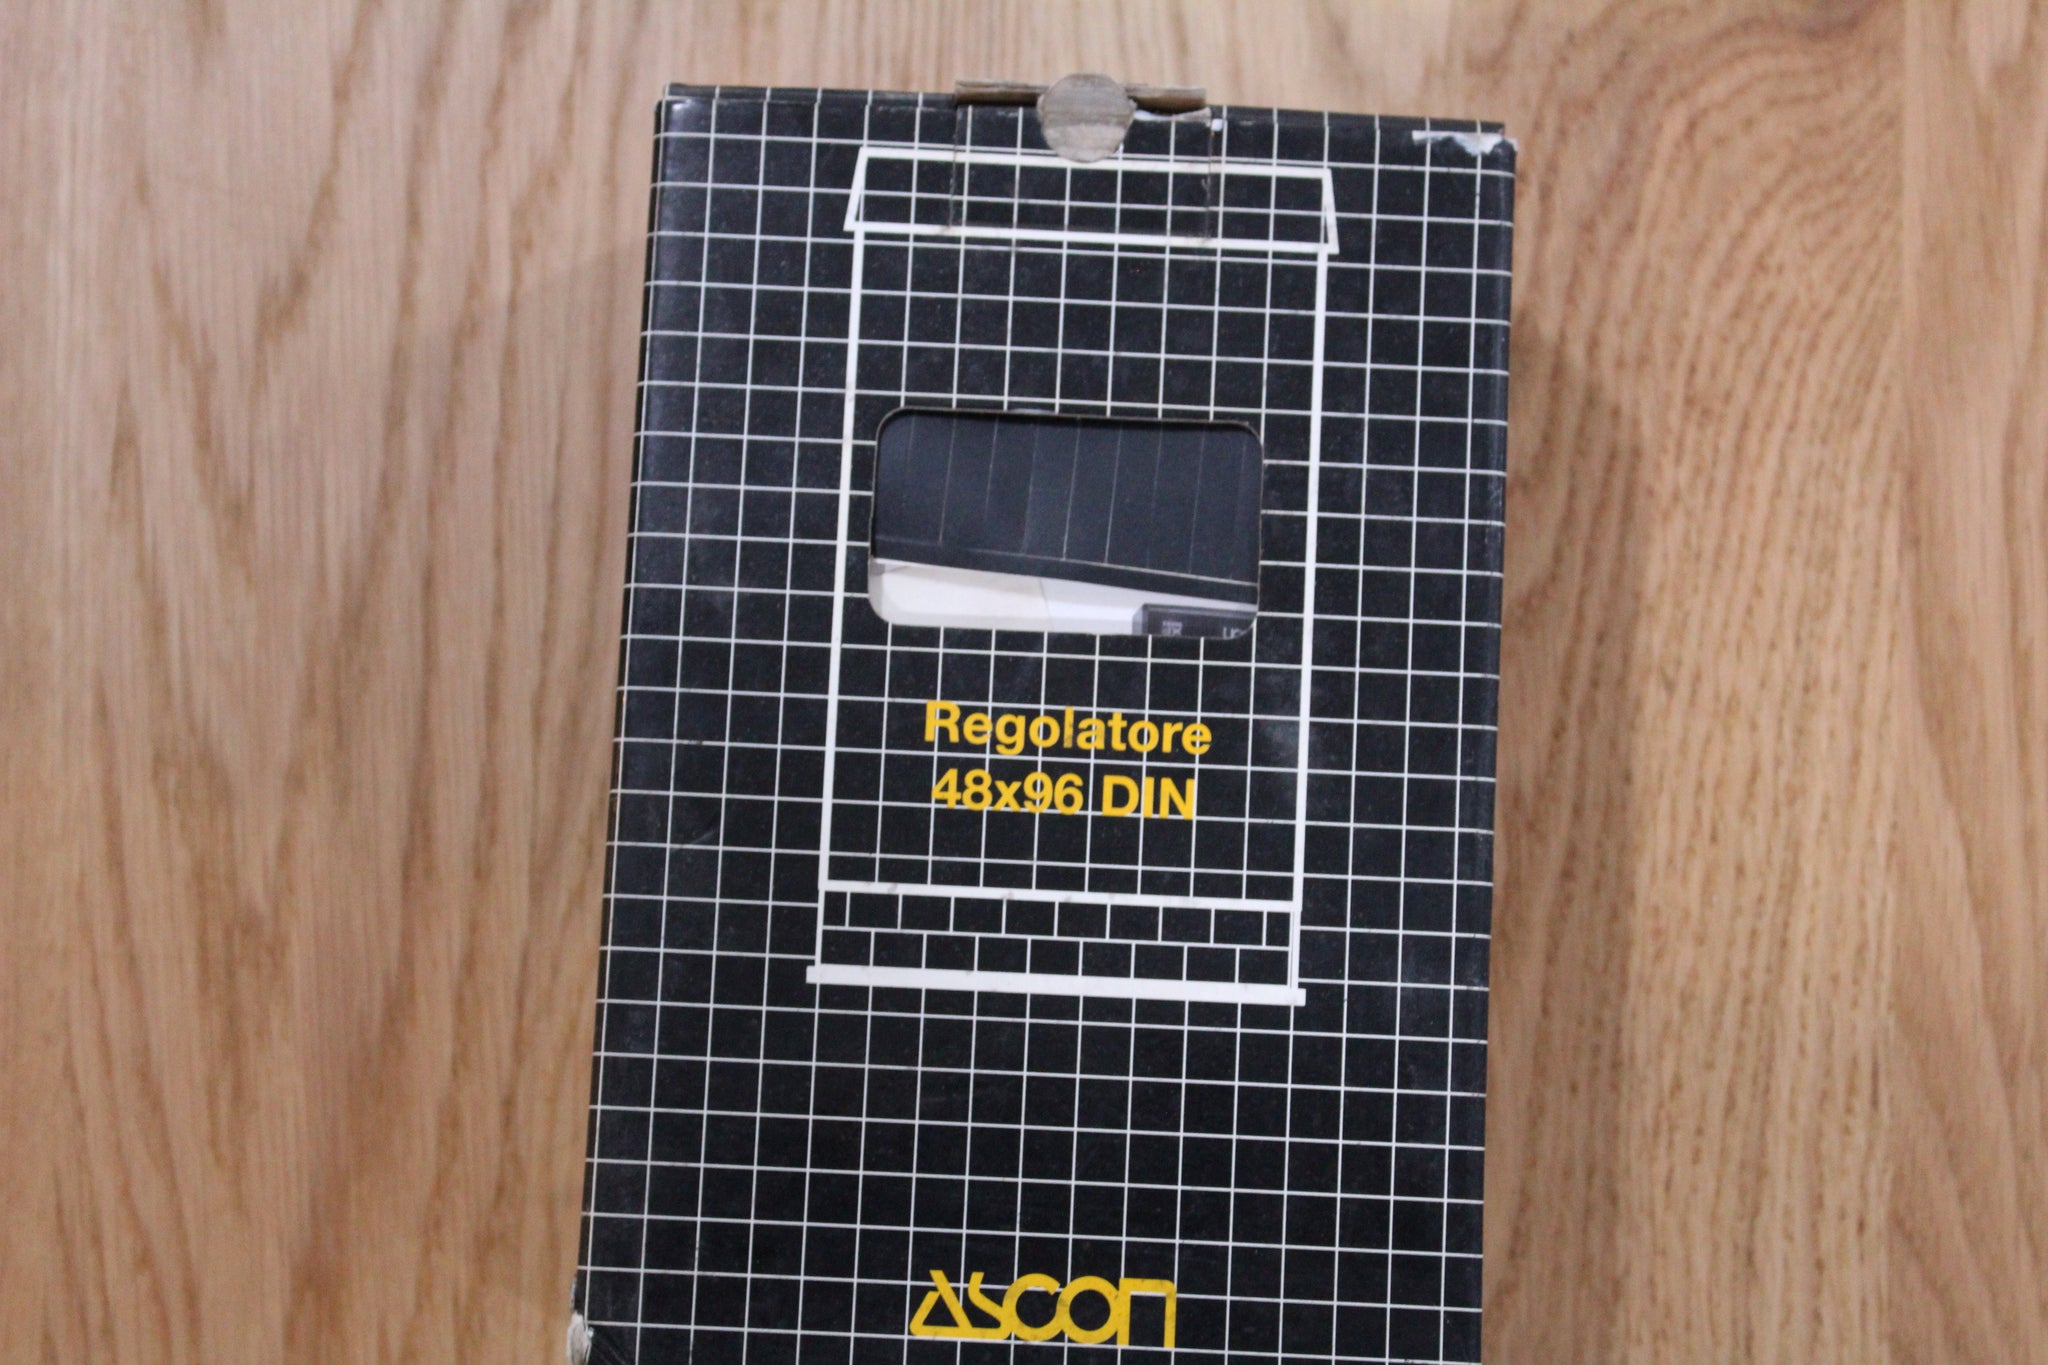 Regolatore
48x96 DIN
ASCON